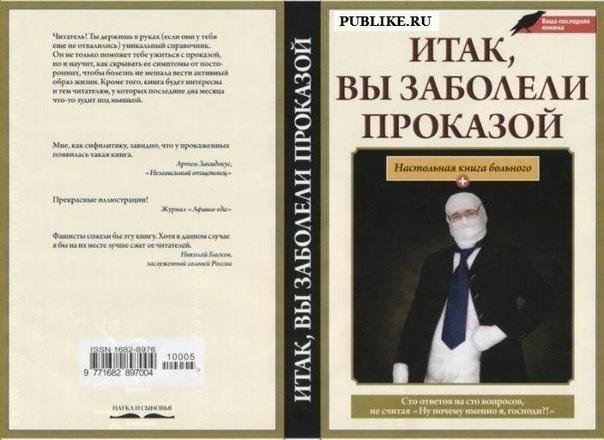 Читатель! Ты держишь в руках (если они у тебя
еще не отвалились) уникальный справочник.
Он не только поможет тебе ужиться с проказой,
но и научит, как скрывать ее симптомы от посто-
ронних, чтобы болезнь не мешала вести активный
образ жизни. Кроме того, книга будет интересна
и тем читателям, у которых последние два месяца
что-то зудит под мышкой.
Мне, как сифилитику, завидно, что у прокаженных
появилась такая книга.
Артем Закидокус,
«Независимый отщепенец»
Прекрасные иллюстрации!
Журнал «Афиша-еда»
Фашисты сожгли бы эту книгу. Хотя в данном случае
я бы на их месте лучше сжег ее читателей.
Николай Басков,
заслуженный соловей России
ISSN 1682-8976
10005
9 771682 897004
НАУКА И СЫНОВЬЯ
ИТАК, ВЫ ЗАБОЛЕЛИ ПРОКАЗОЙ
PUBLIKE.RU
Ваша последняя
книжка
ИТАК,
ВЫ ЗАБОЛЕЛИ
ПРОКАЗОЙ
Настольная книга больного
Сто ответов на сто вопросов,
не считая «Ну почему именно я, господи?!»